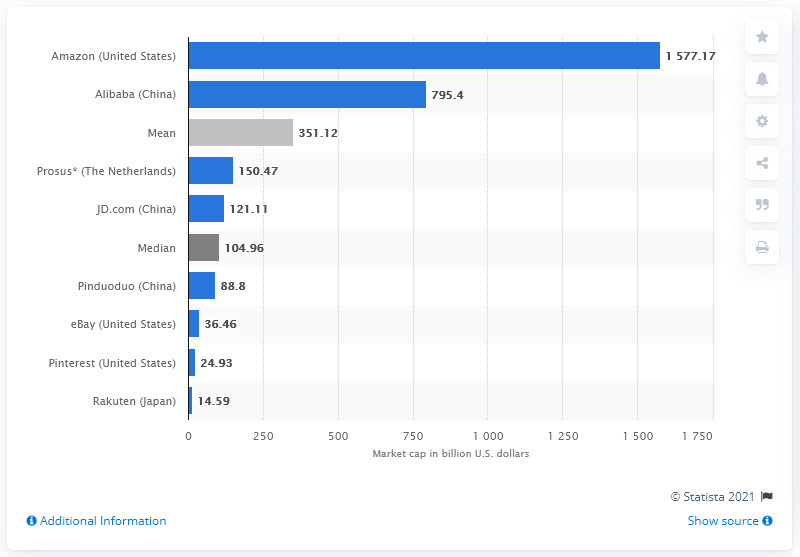 Amazon (United States) 1 577.17
Alibaba (China) 795.4
Mean 351.12
Prosus* (The Netherlands) 150.47
JD.com (China) 121.11
Median 104.96
Pinduoduo (China) 88.8
eBay (United States) 36.46
Pinterest (United States) 24.93
Rakuten (Japan) 14.59
0 250 500 750 1 000 1 250 1 500 1 750
Market cap in billion U.S. dollars
© Statista 2021
Additional Information Show source